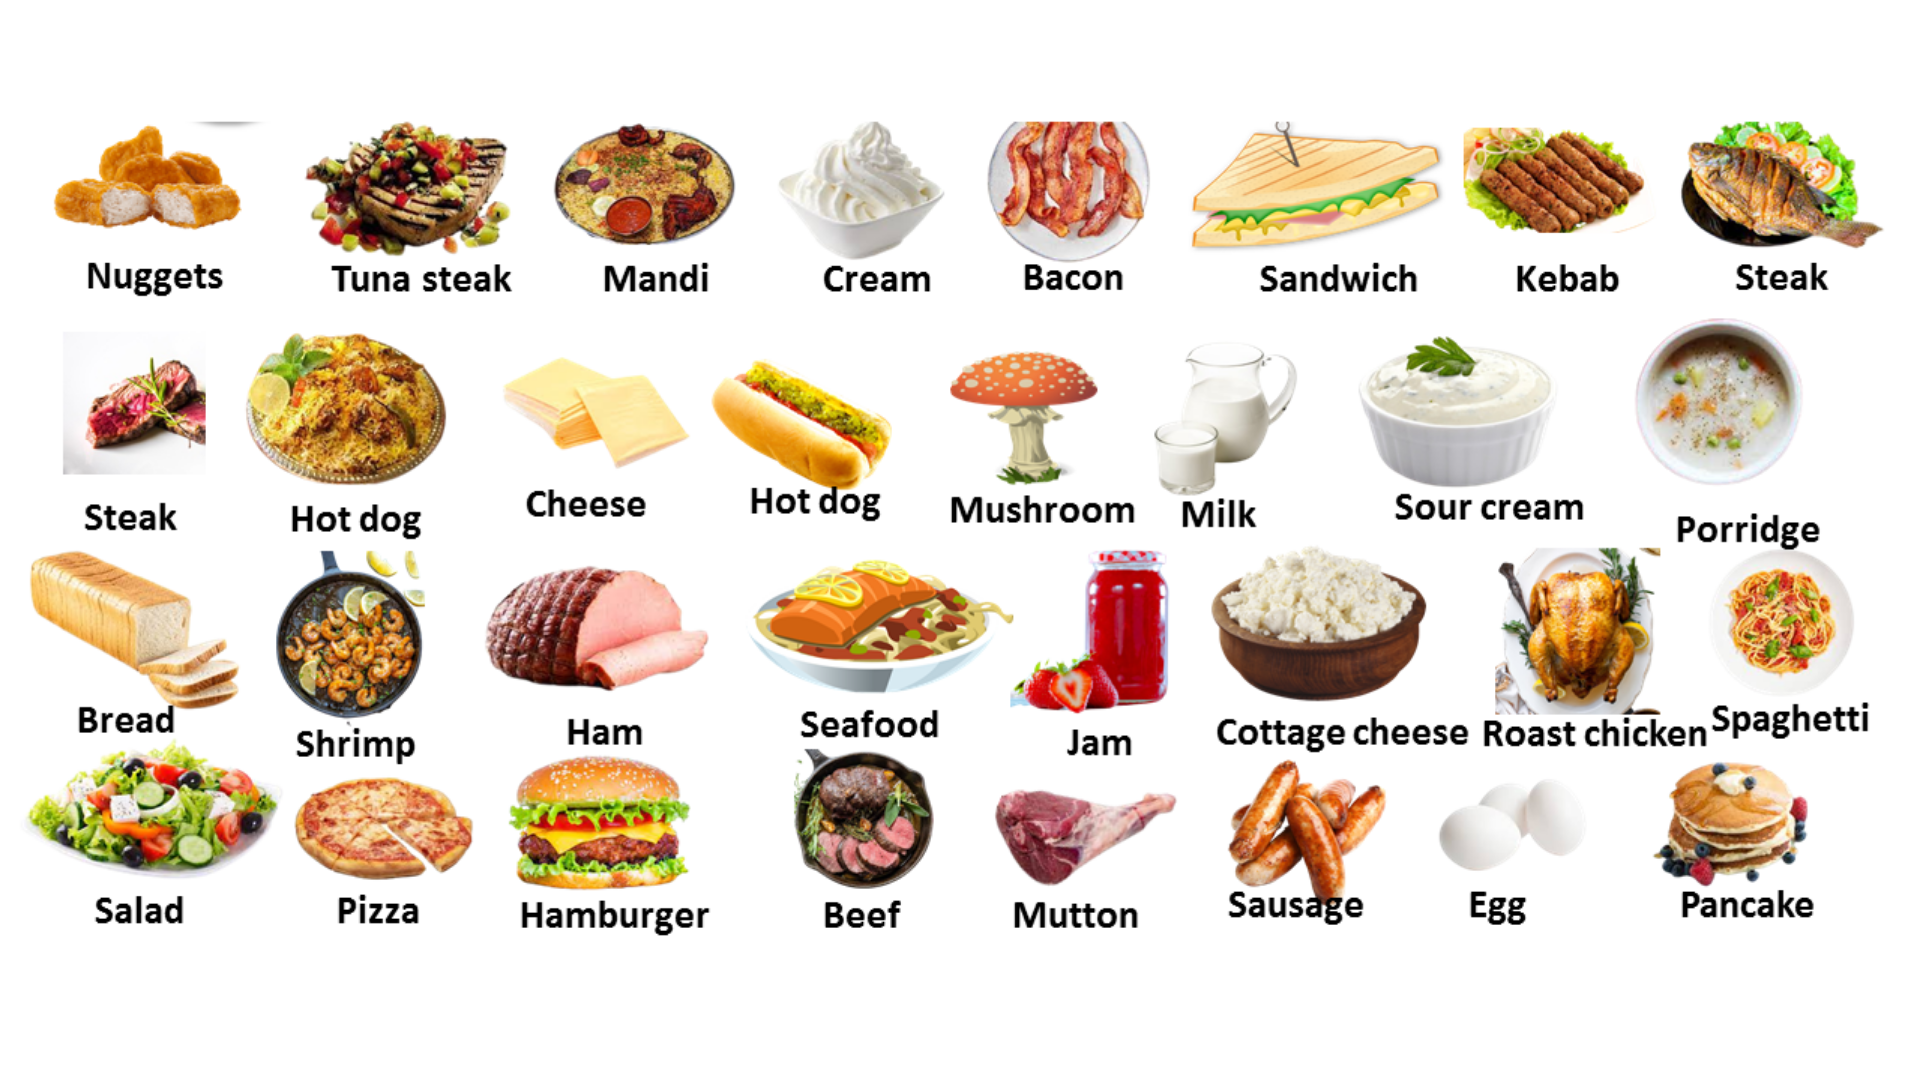 Nuggets
Tuna steak
Mandi
Cream
Bacon
Sandwich
Kebab
Steak
Steak
Hot dog
Cheese
Hot dog
Mushroom
Milk
Sour cream
Porridge
Bread
Shrimp
Ham
Seafood
Jam
Cottage cheese
Roast chicken
Spaghetti
Salad
Pizza
Hamburger
Beef
Mutton
Sausage
Egg
Pancake